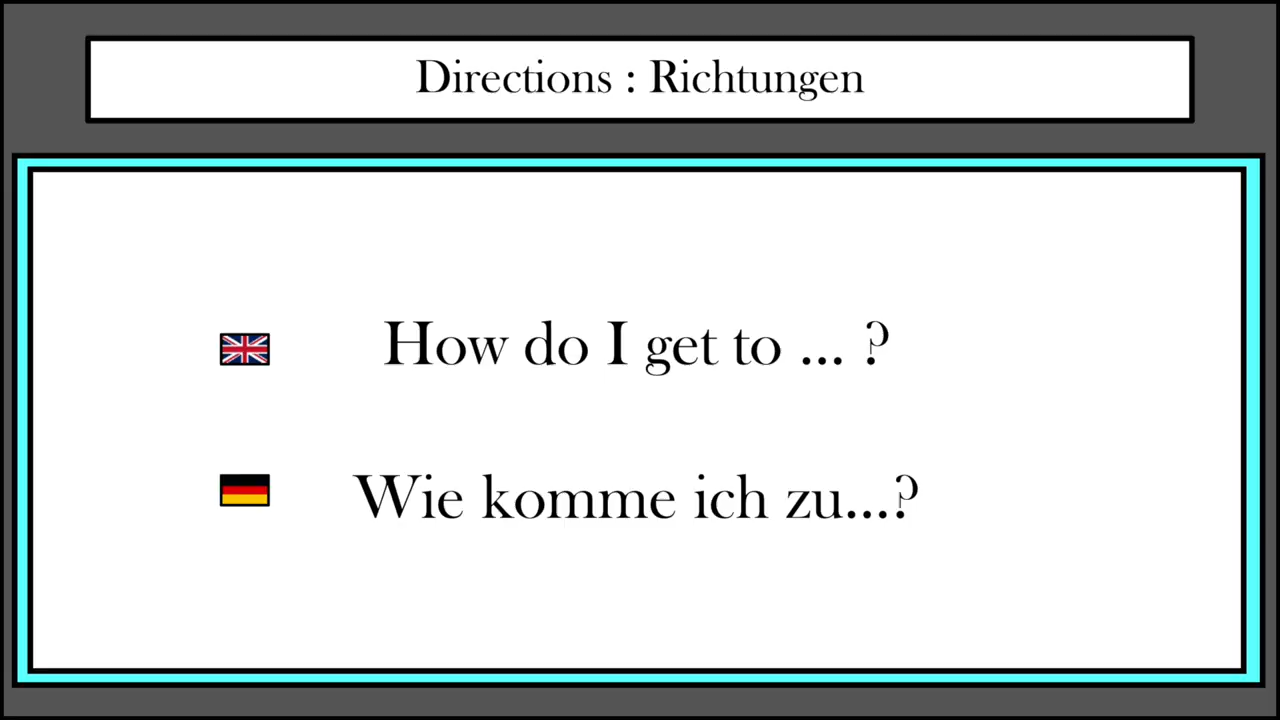 Directions : Richtungen
How do I get to ... ?
Wie komme ich zu...?